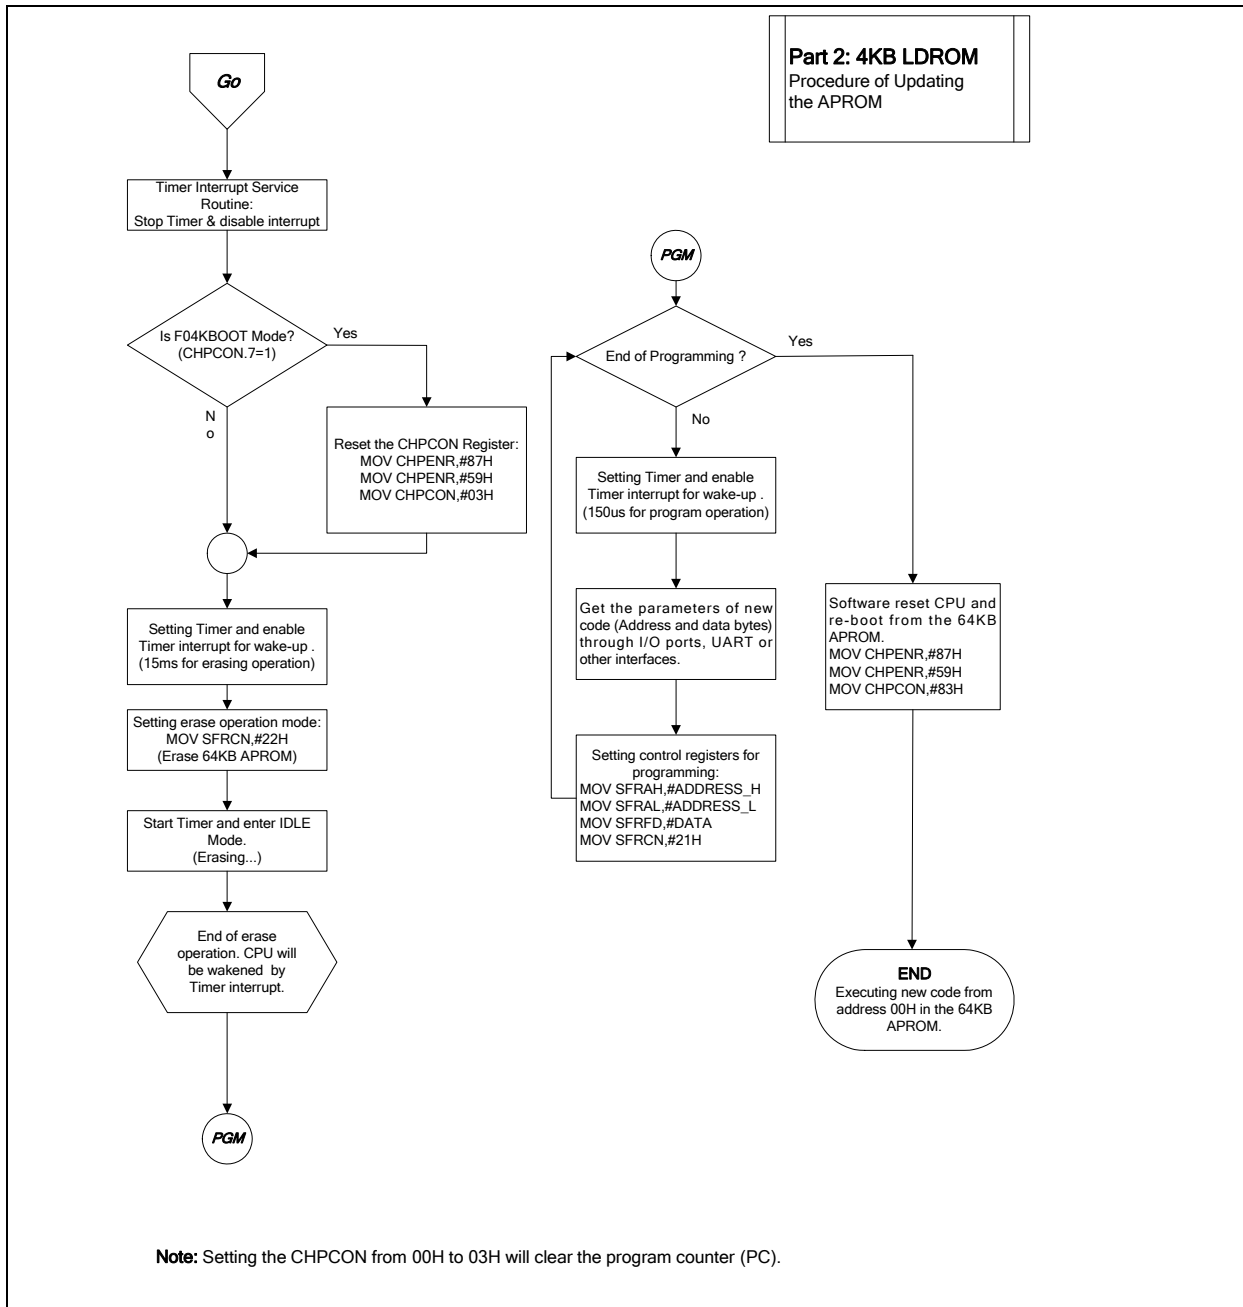 Part 2: 4KB LDROM
Procedure of Updating
the APROM
Go
Timer Interrupt Service
Routine:
Stop Timer & disable interrupt
Is F04KBOOT Mode?
(CHPCON.7=1)
Yes
N
o
Reset the CHPCON Register:
MOV CHPENR,#87H
MOV CHPENR,#59H
MOV CHPCON,#03H
Setting Timer and enable
Timer interrupt for wake-up .
(15ms for erasing operation)
Setting erase operation mode:
MOV SFRCN,#22H
(Erase 64KB APROM)
Start Timer and enter IDLE
Mode.
(Erasing...)
End of erase
operation. CPU will
be wakened by
Timer interrupt.
PGM
PGM
End of Programming ?
Yes
No
Setting Timer and enable
Timer interrupt for wake-up .
(150us for program operation)
Get the parameters of new
code (Address and data bytes)
through I/O ports, UART or
other interfaces.
Setting control registers for
programming:
MOV SFRAH,#ADDRESS_H
MOV SFRAL,#ADDRESS_L
MOV SFRFD,#DATA
MOV SFRCN,#21H
Software reset CPU and
re-boot from the 64KB
APROM.
MOV CHPENR,#87H
MOV CHPENR,#59H
MOV CHPCON,#83H
END
Executing new code from
address 00H in the 64KB
APROM.
Note: Setting the CHPCON from 00H to 03H will clear the program counter (PC).